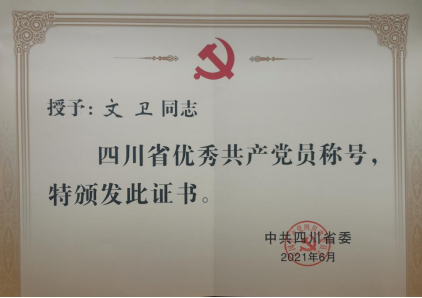 授予：文卫同志
四川省优秀共产党员称号，
特颁发此证书。
中共四川省委
2021年6月